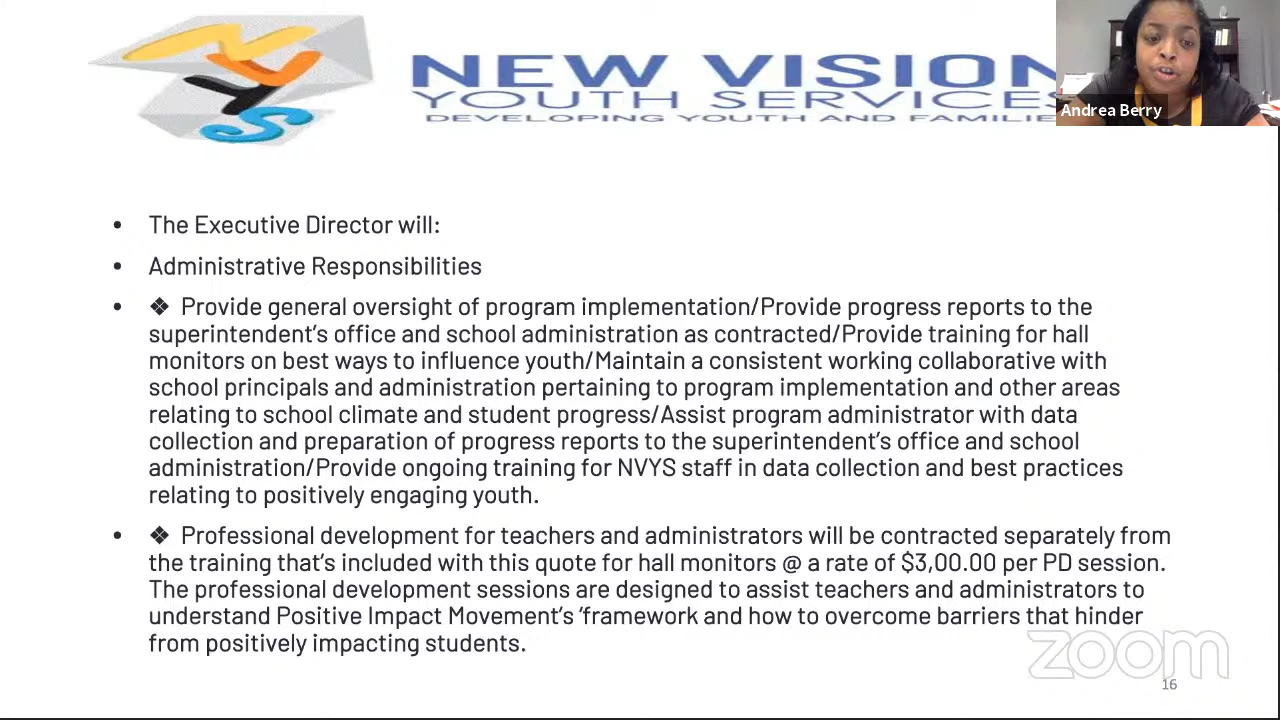 NEW VISION
YOUTH SERVICES
DEVELOPING YOUTH AND FAMILIE
Andrea Berry
• The Executive Director will:
• Administrative Responsibilities
• ❖ Provide general oversight of program implementation/Provide progress reports to the
superintendent's office and school administration as contracted/Provide training for hall
monitors on best ways to influence youth/Maintain a consistent working collaborative with
school principals and administration pertaining to program implementation and other areas
relating to school climate and student progress/Assist program administrator with data
collection and preparation of progress reports to the superintendent's office and school
administration/Provide ongoing training for NVYS staff in data collection and best practices
relating to positively engaging youth.
• ❖ Professional development for teachers and administrators will be contracted separately from
the training that's included with this quote for hall monitors @ a rate of $3,00.00 per PD session.
The professional development sessions are designed to assist teachers and administrators to
understand Positive Impact Movement's 'framework and how to overcome barriers that hinder
from positively impacting students.
zoom
16